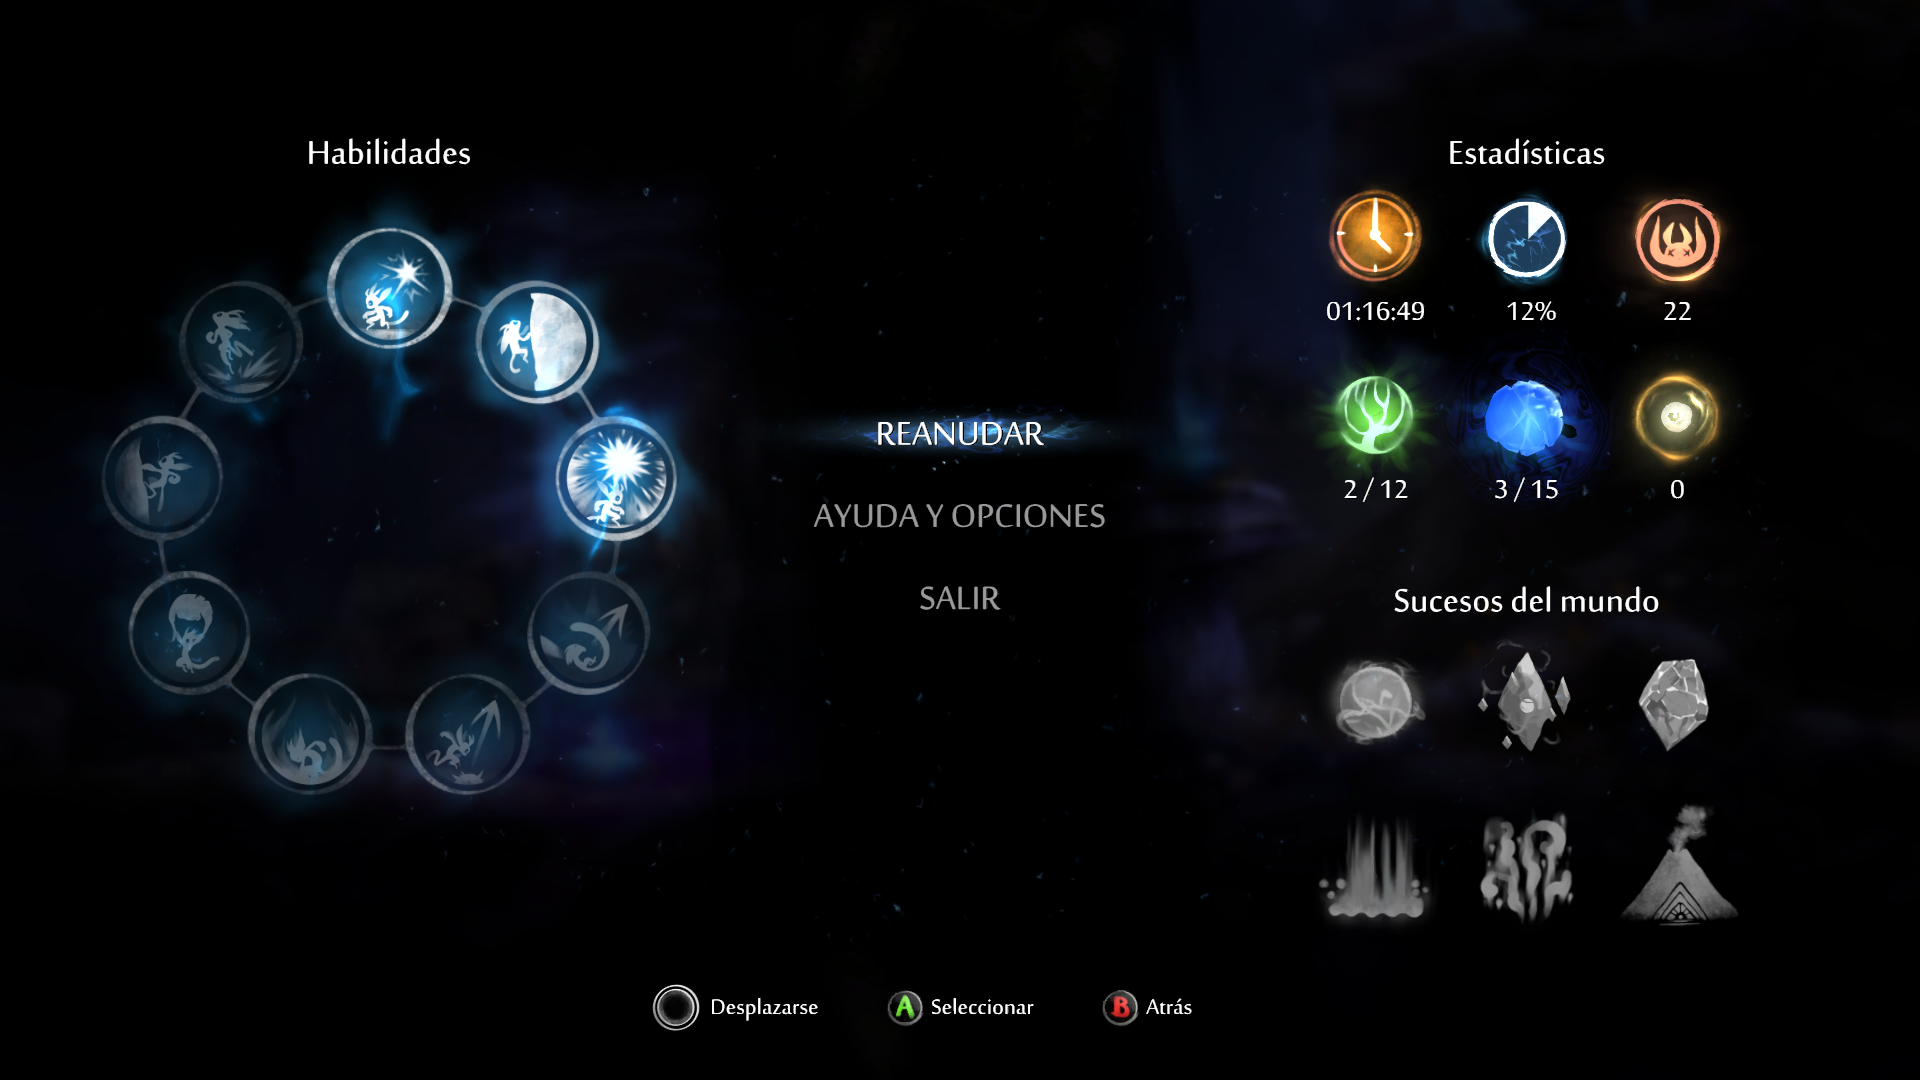 Habilidades
Estadísticas
01:16:49
12%
22
2 / 12
3 / 15
0
REANUDAR
AYUDA Y OPCIONES
SALIR
Sucesos del mundo
Desplazarse
A Seleccionar
B Atrás